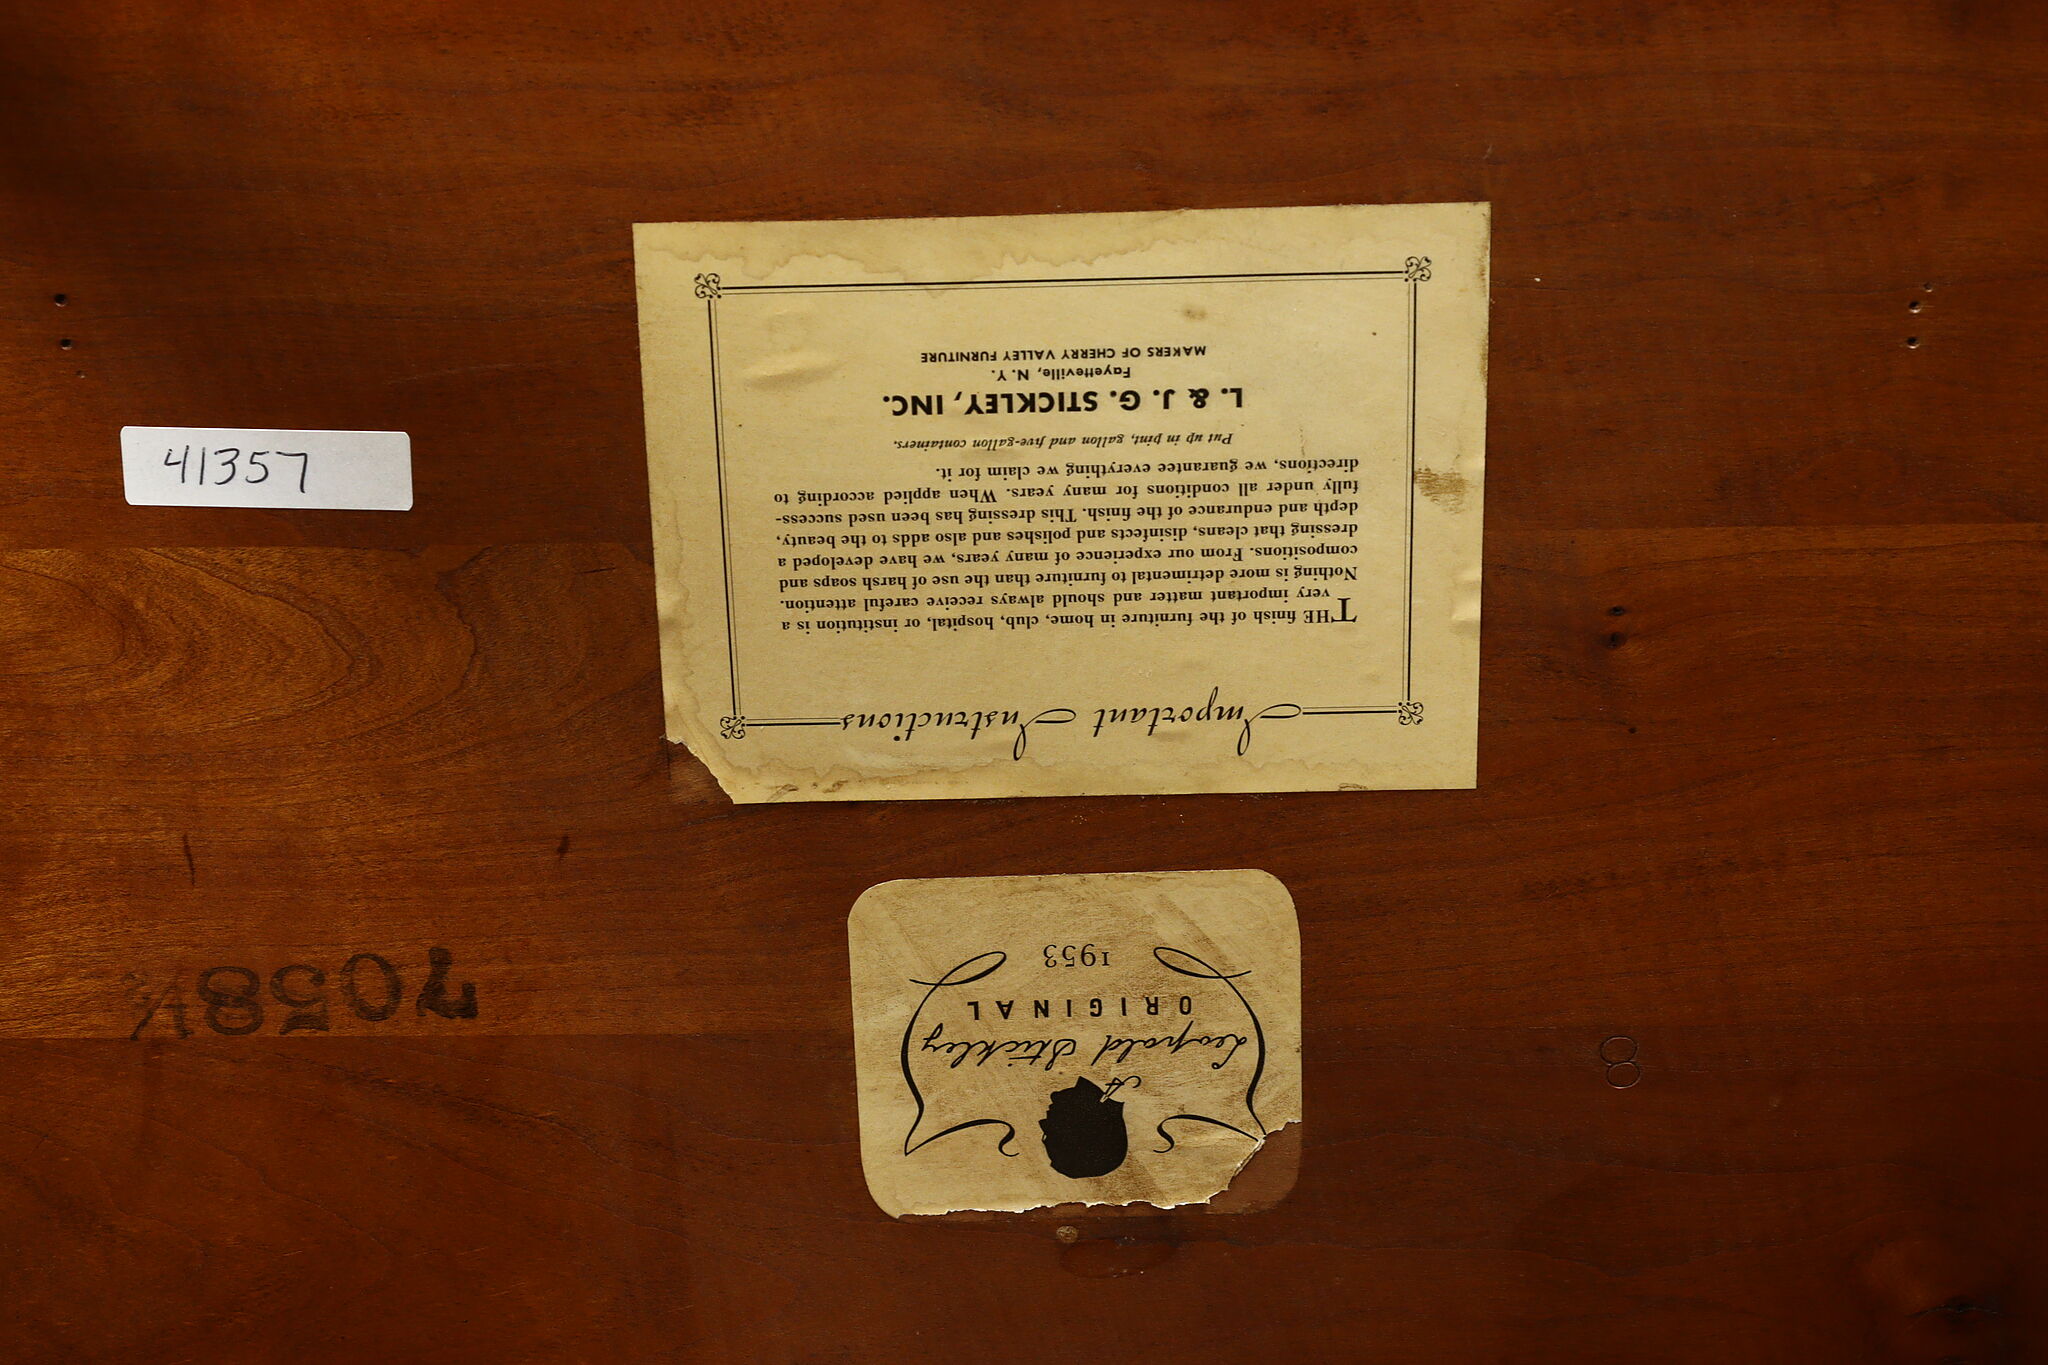 41357
Important Instructions
THE finish of the furniture in home, club, hospital, or institution is a
very important matter and should always receive careful attention.
Nothing is more detrimental to furniture than the use of harsh soaps and
compositions. From our experience of many years, we have developed a
dressing that cleans, disinfects and polishes and also adds to the beauty,
depth and endurance of the finish. This dressing has been used success-
fully under all conditions for many years. When applied according to
directions, we guarantee everything we claim for it.
Put up in pint, gallon and five-gallon containers.
L. & J. G. STICKLEY, INC.
Fayetteville, N. Y.
MAKERS OF CHERRY VALLEY FURNITURE
A
Leopold Stickley
ORIGINAL
1953
7058½
8